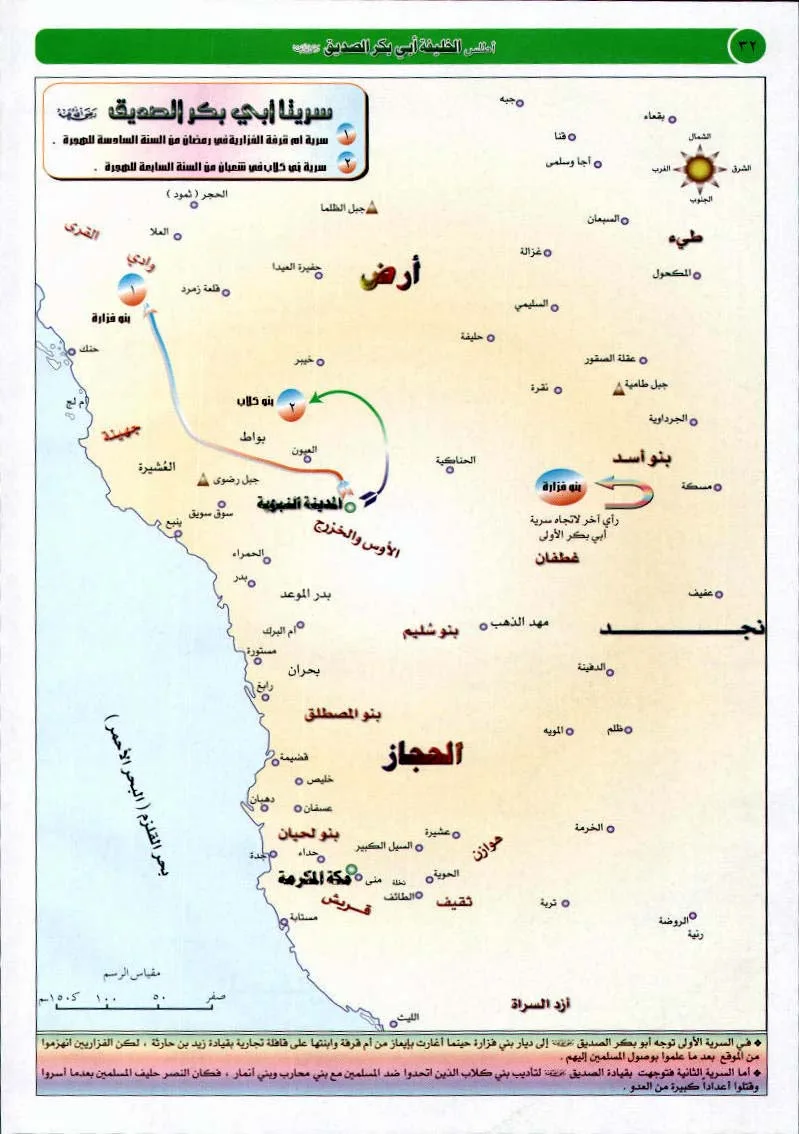 ٣٢
أطلس الخليفة أبي بكر الصديق
سريتا أبي بكر الصديق
١ سرية ام قرفة الفزارية في رمضان من السنة السادسة للهجرة .
٢ سرية بني كلاب في شعبان من السنة السابعة للهجرة .
جبه
بقعاء
قنا
أجا وسلمى
الشمال
الشرق
الغرب
الجنوب
الحجر ( ثمود )
جبل الظلما
السبعان
القرى
العلا
طيء
وادي
غزالة
حفيرة العيدا
أرض
المكحول
١
قلعة زمرد
بنو فزارة
السليمي
حليفة
حنك
خيبر
عقلة الصقور
نقرة
جبل طامية
٢
بنو كلاب
أم لج
الجرداوية
جهينة
بواط
العيون
الحناكية
بنو أسد
العُشيرة
جبل رضوى
بنو فزارة
مسكة
المدينة النبوية
سوق سويق
ينبع
الأوس والخزرج
رأي آخر لاتجاه سرية
أبي بكر الأولى
غطفان
الحمراء
بدر
بدر الموعد
عفيف
أم البرك
بنو سُليم
مهد الذهب
نجــــــــد
مستورة
بحران
الدفينة
رابغ
بنو المصطلق
بحر القلزم ( البحر الأحمر )
الحجاز
المويه
ظلم
قضيمة
خليص
دهبان
عسفان
بنو لحيان
عشيرة
السيل الكبير
هوازن
الخرمة
جدة
حداء
مكة المكرمة
منى
نخلة
الحوية
الطائف
قريش
ثقيف
تربة
مستابة
الروضة
رنية
مقياس الرسم
صفر ٥٠ ١٠٠ ١٥٠كم
أزد السراة
الليث
❖ في السرية الأولى توجه أبو بكر الصديق إلى ديار بني فزارة حينما أغارت بإيعاز من أم قرفة وابنتها على قافلة تجارية بقيادة زيد بن حارثة ، لكن الفزاريين انهزموا
من الموقع بعد ما علموا بوصول المسلمين إليهم .
❖ أما السرية الثانية فتوجهت بقيادة الصديق لتأديب بني كلاب الذين اتحدوا ضد المسلمين مع بني محارب وبني أنمار ، فكان النصر حليف المسلمين بعدما أسروا
وقتلوا أعداداً كبيرة من العدو .